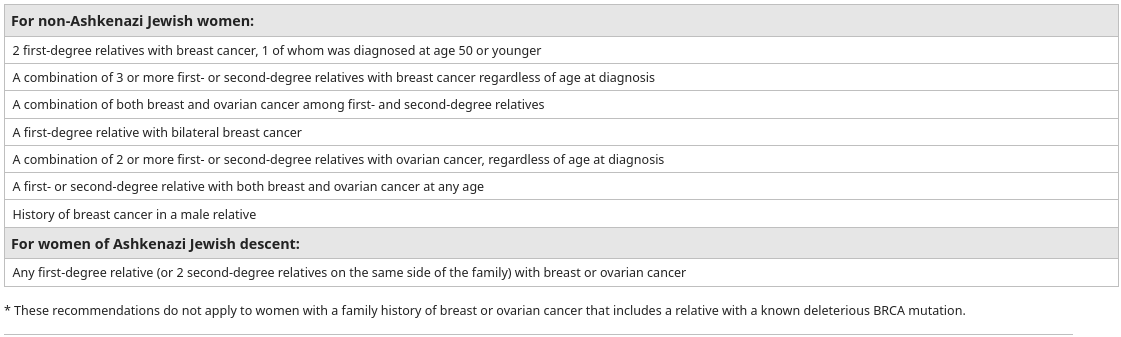 For non-Ashkenazi Jewish women:
2 first-degree relatives with breast cancer, 1 of whom was diagnosed at age 50 or younger
A combination of 3 or more first- or second-degree relatives with breast cancer regardless of age at diagnosis
A combination of both breast and ovarian cancer among first- and second-degree relatives
A first-degree relative with bilateral breast cancer
A combination of 2 or more first- or second-degree relatives with ovarian cancer, regardless of age at diagnosis
A first- or second-degree relative with both breast and ovarian cancer at any age
History of breast cancer in a male relative
For women of Ashkenazi Jewish descent:
Any first-degree relative (or 2 second-degree relatives on the same side of the family) with breast or ovarian cancer
* These recommendations do not apply to women with a family history of breast or ovarian cancer that includes a relative with a known deleterious BRCA mutation.